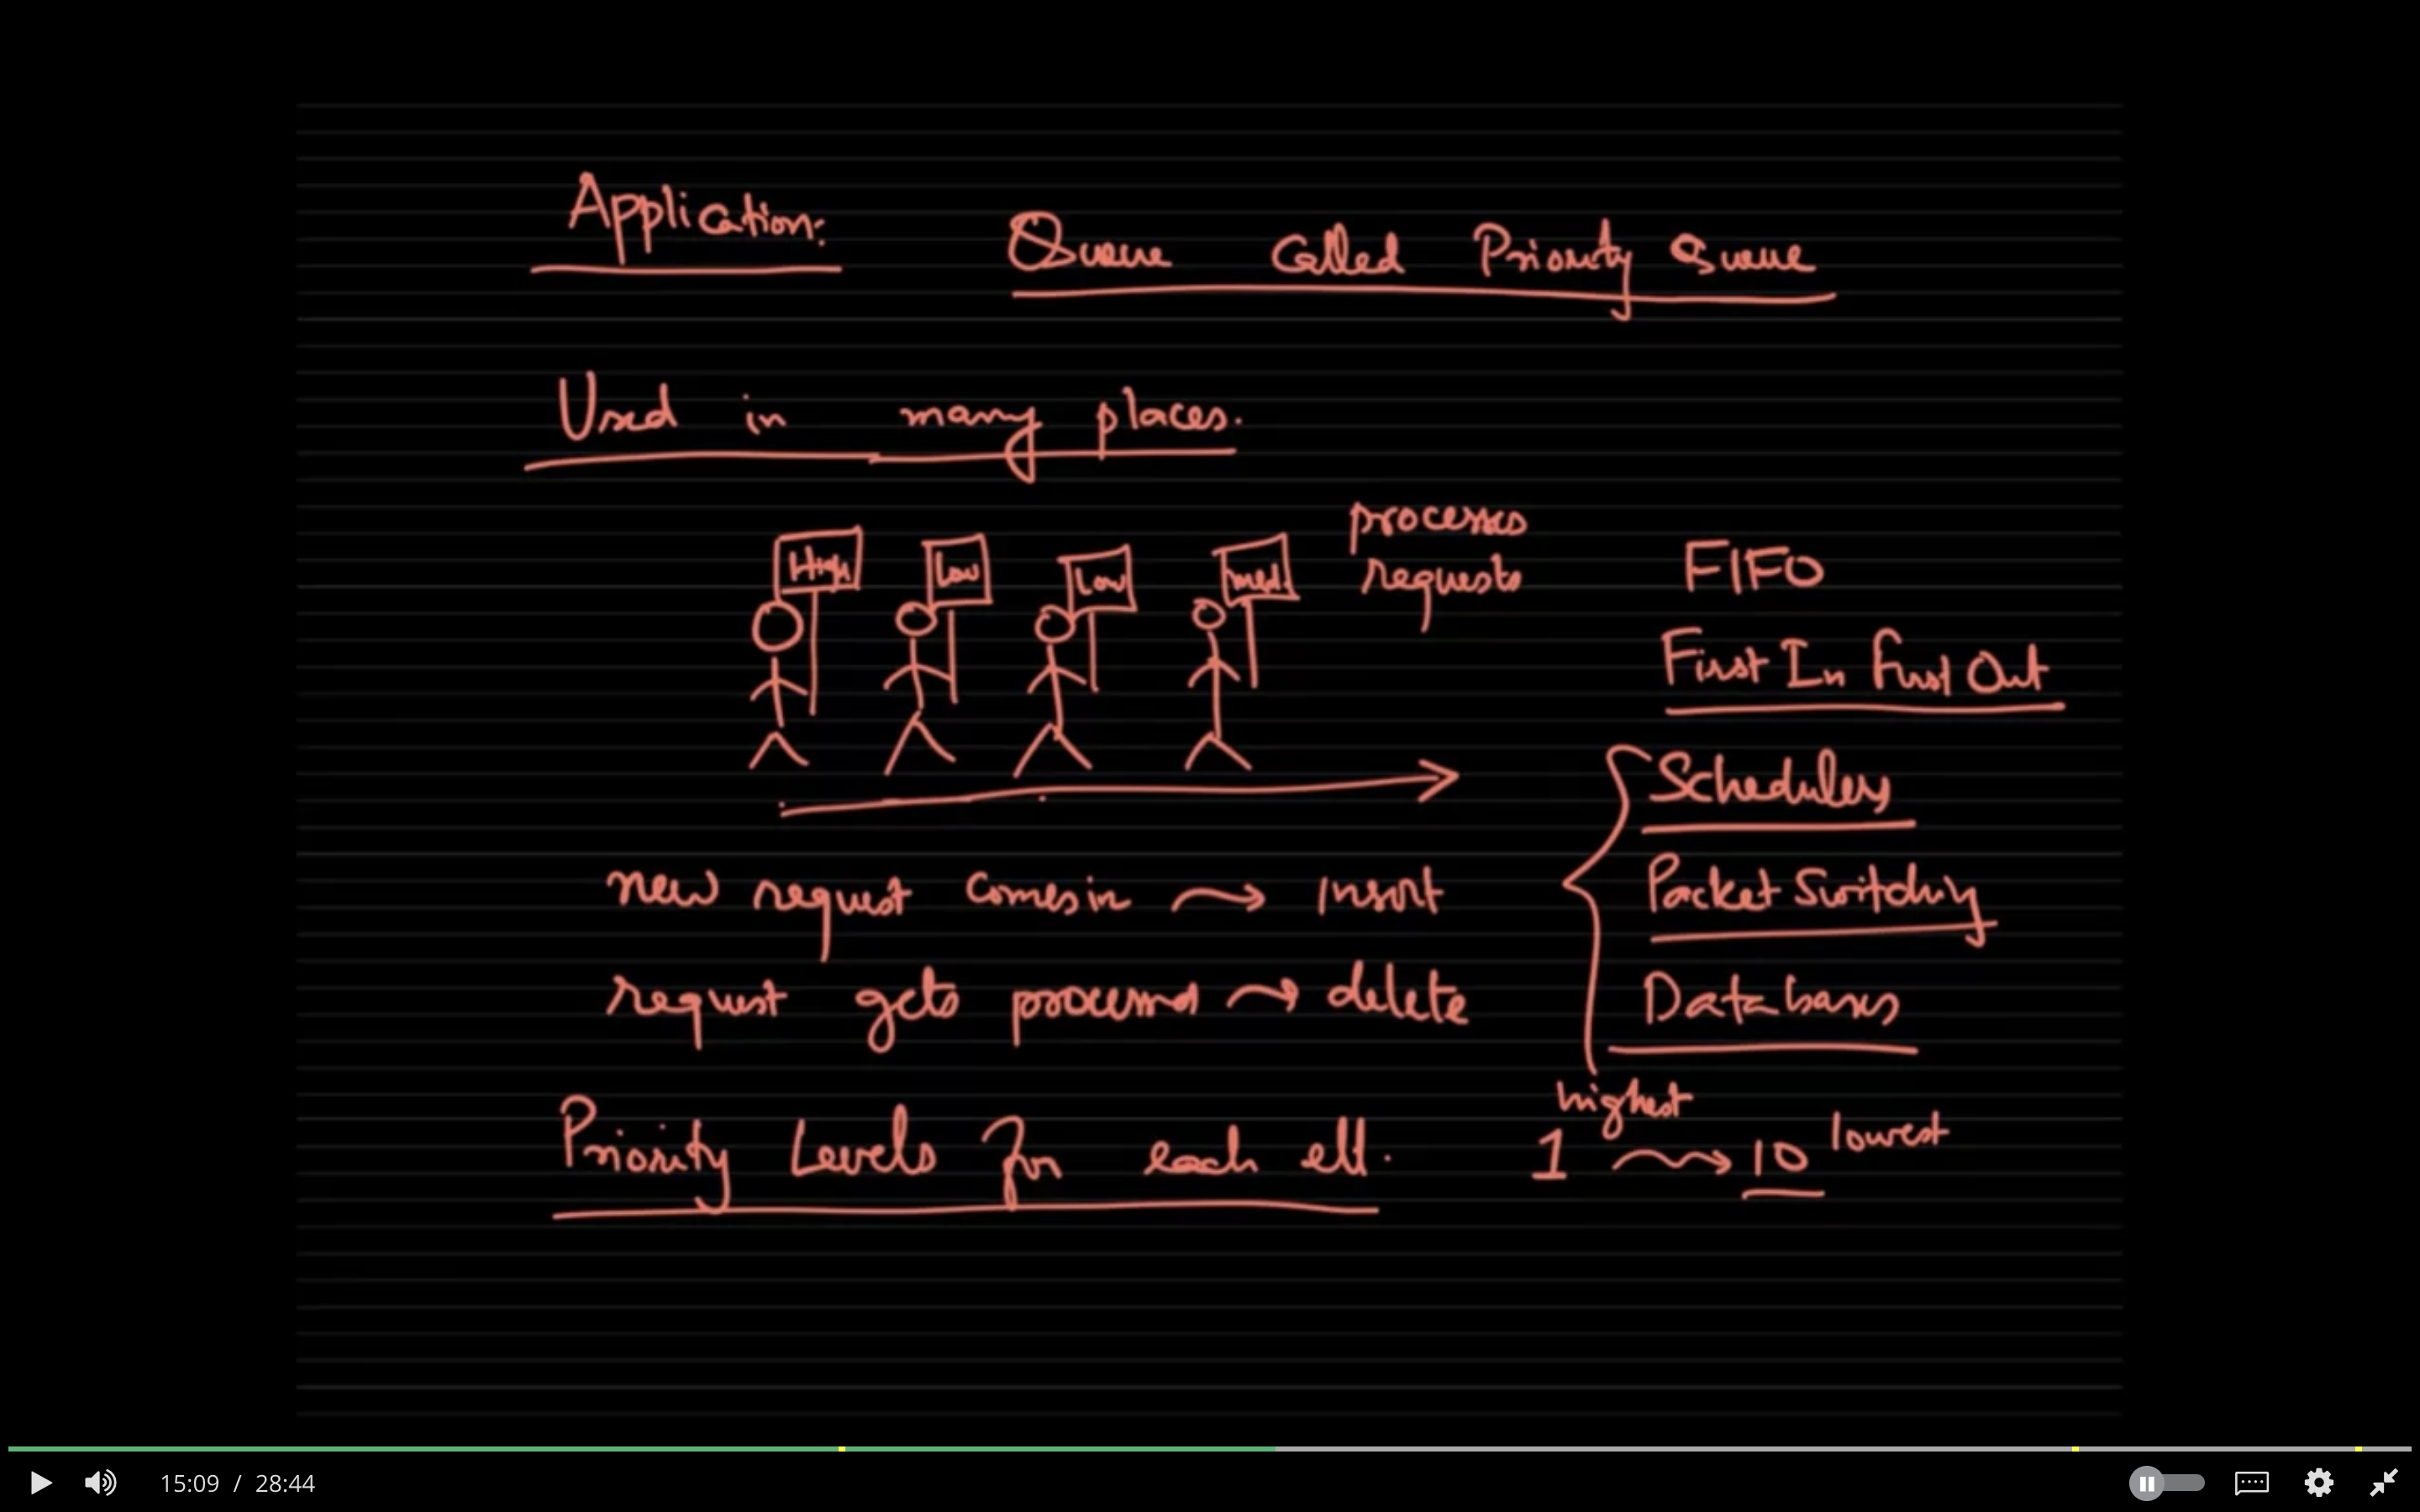 Application:
Queue Called Priority Queue
Used in many places.
High
Low
Low
med.
processes
requests
FIFO
First In First Out
Schedulers
Packet Switching
Databases
new request comes in → insert
request gets processed → delete
Priority Levels for each elt.
highest
1 → 10 lowest
15:09 / 28:44